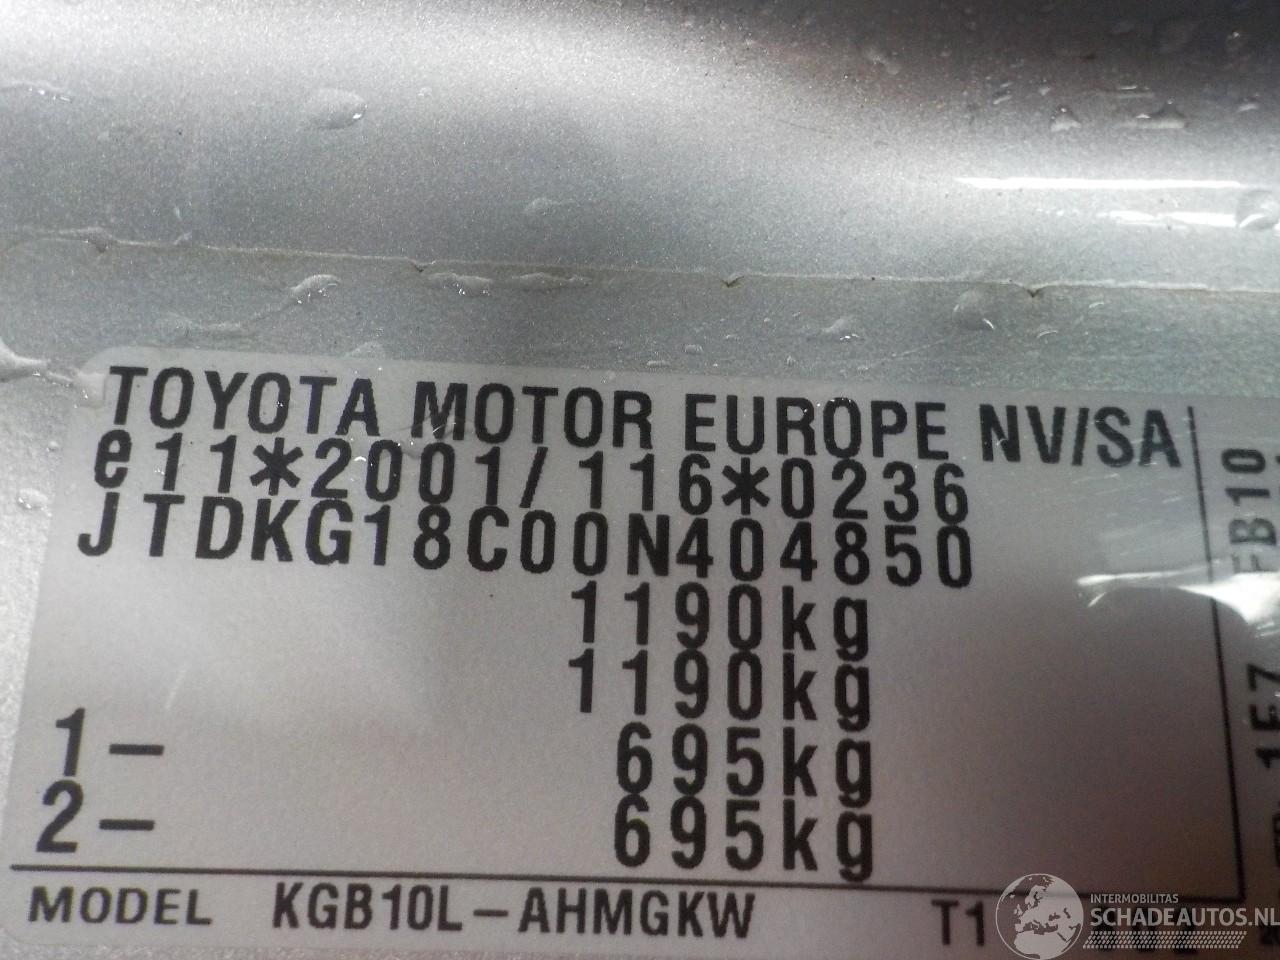 TOYOTA MOTOR EUROPE NV/SA
e11*2001/116*0236
JTDKG18C00N404850
1190kg
1190kg
1- 695kg
2- 695kg
MODEL KGB10L-AHMGKW T1
FB10
1E7
INTERMOBILITAS
SCHADEAUTOS.NL